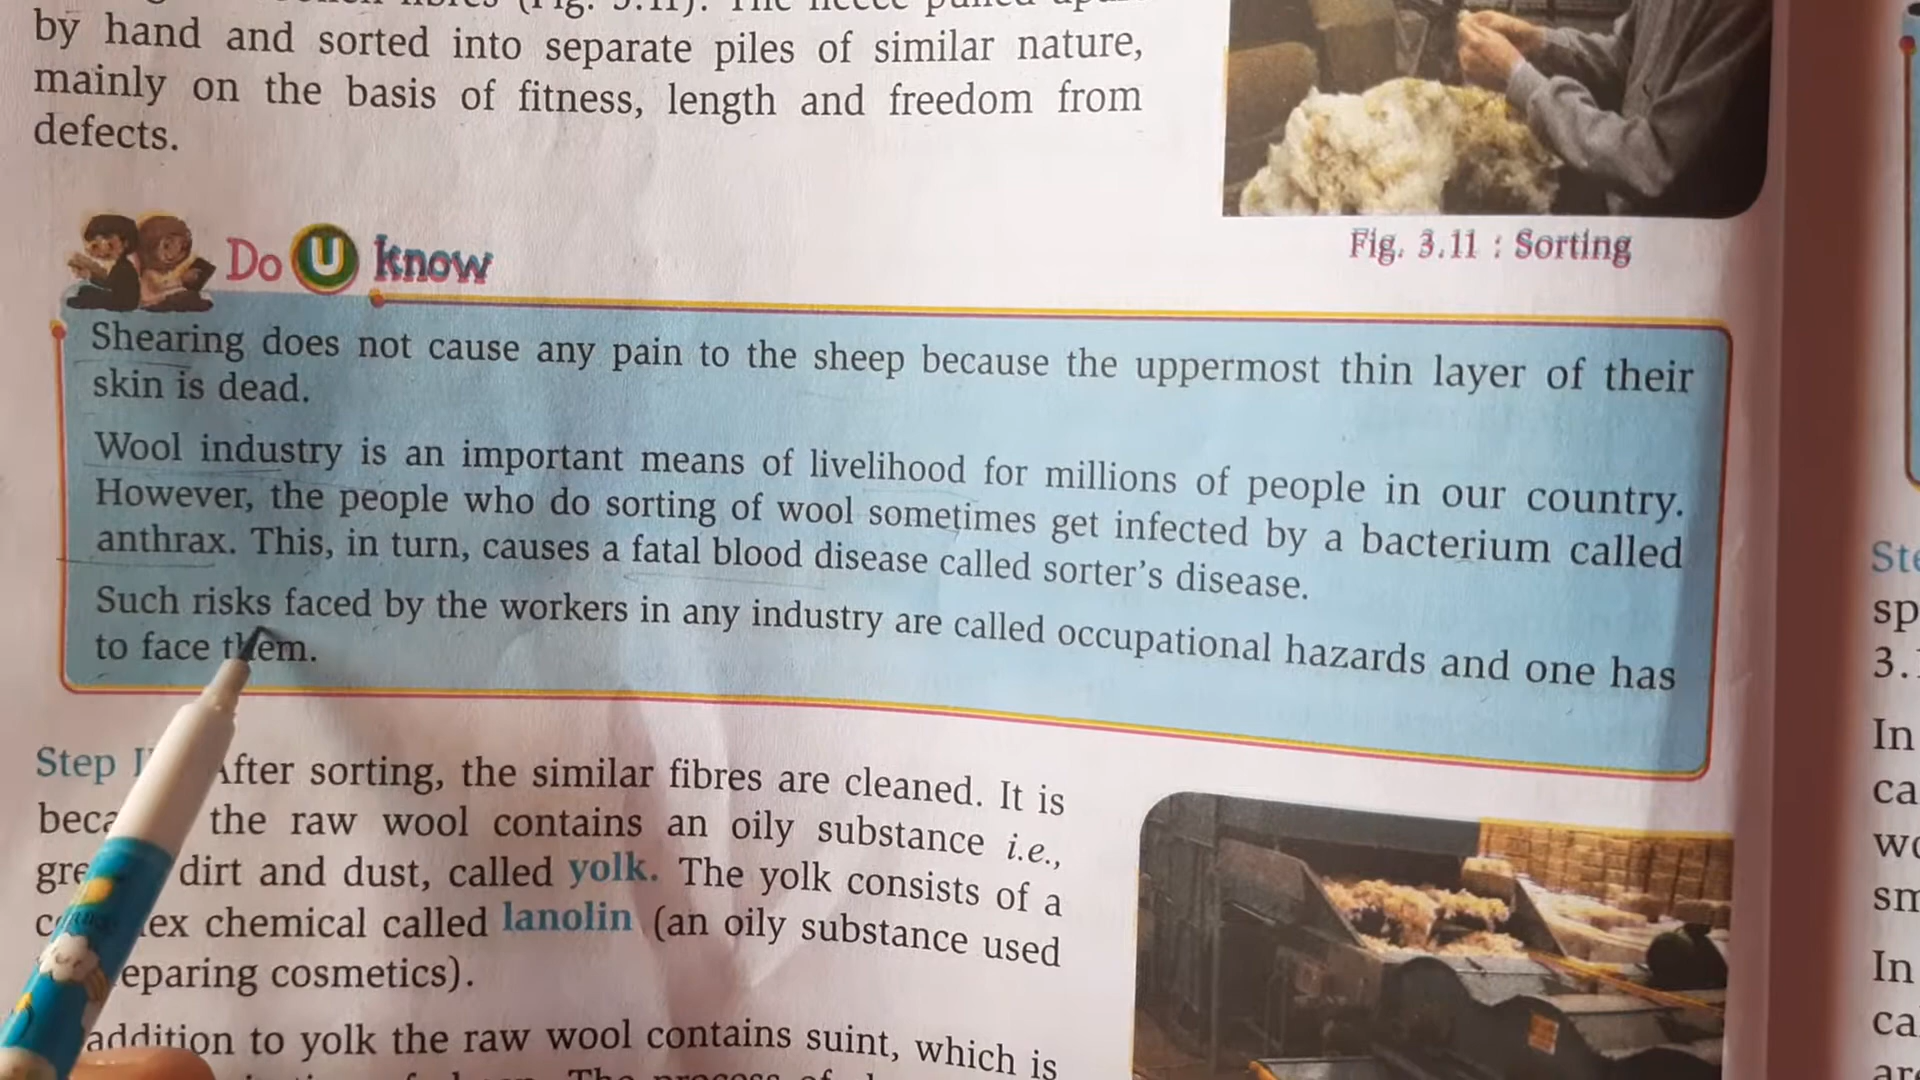 by hand and sorted into separate piles of similar nature,
mainly on the basis of fitness, length and freedom from
defects.
Fig. 3.11 : Sorting
Do U know
Shearing does not cause any pain to the sheep because the uppermost thin layer of their
skin is dead.
Wool industry is an important means of livelihood for millions of people in our country.
However, the people who do sorting of wool sometimes get infected by a bacterium called
anthrax. This, in turn, causes a fatal blood disease called sorter's disease.
Such risks faced by the workers in any industry are called occupational hazards and one has
to face them.
Step After sorting, the similar fibres are cleaned. It is
the raw wool contains an oily substance i.e.,
dirt and dust, called yolk. The yolk consists of a
chemical called lanolin (an oily substance used
cosmetics).
addition to yolk the raw wool contains suint, which is
In
In